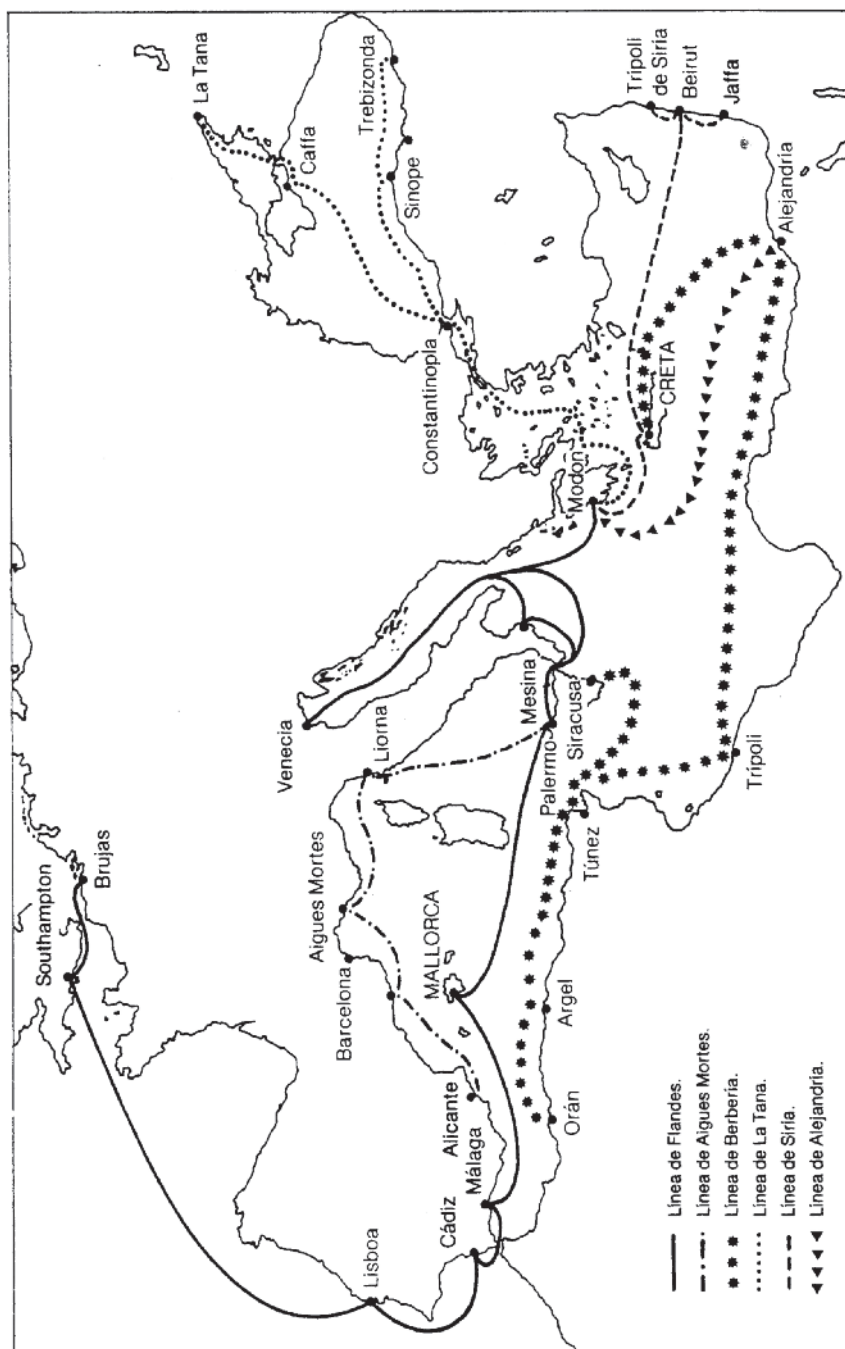 La Tana
Caffa
Trebizonda
Sinope
Constantinopla
Trípoli
de Siria
Beirut
Jaffa
Alejandría
CRETA
Modon
Venecia
Liorna
Mesina
Palermo
Siracusa
Trípoli
Túnez
Southampton
Brujas
Aigues Mortes
Barcelona
MALLORCA
Argel
Alicante
Málaga
Orán
Cádiz
Lisboa
Línea de Flandes.
Línea de Aigues Mortes.
Línea de Berbería.
Línea de La Tana.
Línea de Siria.
Línea de Alejandría.